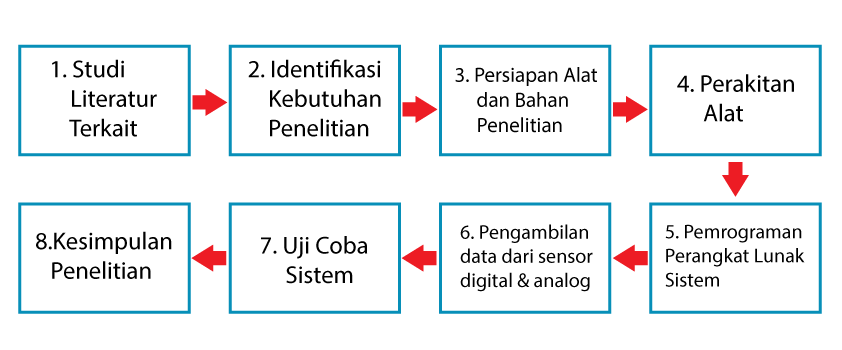 1. Studi
Literatur
Terkait
2. Identifikasi
Kebutuhan
Penelitian
3. Persiapan Alat
dan Bahan
Penelitian
4. Perakitan
Alat
5. Pemrograman
Perangkat Lunak
Sistem
6. Pengambilan
data dari sensor
digital & analog
7. Uji Coba
Sistem
8.Kesimpulan
Penelitian